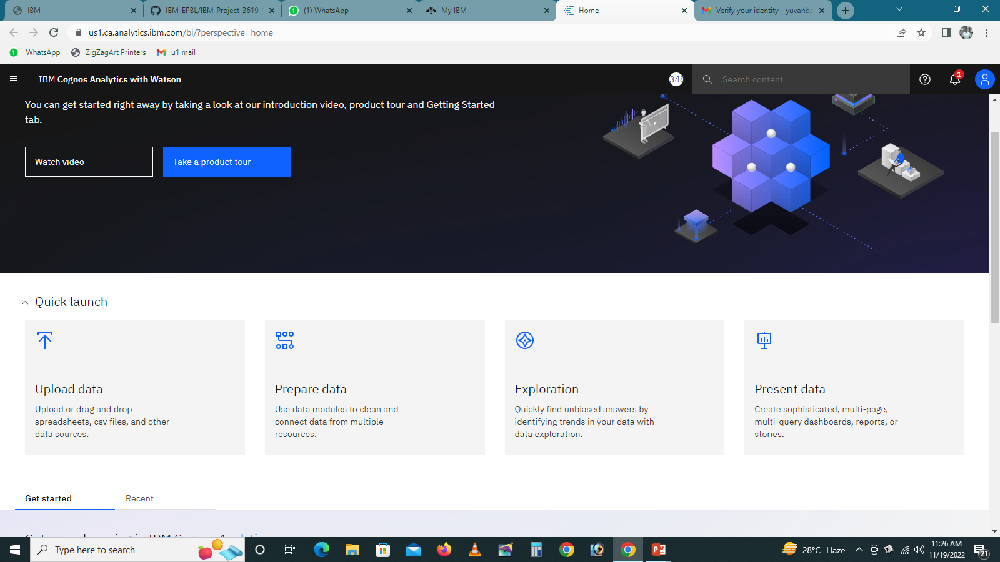 IBM
IBM-EPBL/IBM-Project-3619-
(1) WhatsApp
My IBM
Home
Verify your identity - yuvanba
us1.ca.analytics.ibm.com/bi/?perspective=home
WhatsApp
ZigZagArt Printers
u1 mail
IBM Cognos Analytics with Watson
348
Search content
1
You can get started right away by taking a look at our introduction video, product tour and Getting Started
tab.
Watch video
Take a product tour
Quick launch
Upload data
Upload or drag and drop
spreadsheets, csv files, and other
data sources.
Prepare data
Use data modules to clean and
connect data from multiple
resources.
Exploration
Quickly find unbiased answers by
identifying trends in your data with
data exploration.
Present data
Create sophisticated, multi-page,
multi-query dashboards, reports, or
stories.
Get started
Recent
Type here to search
28°C Haze
11:26 AM
11/19/2022
21